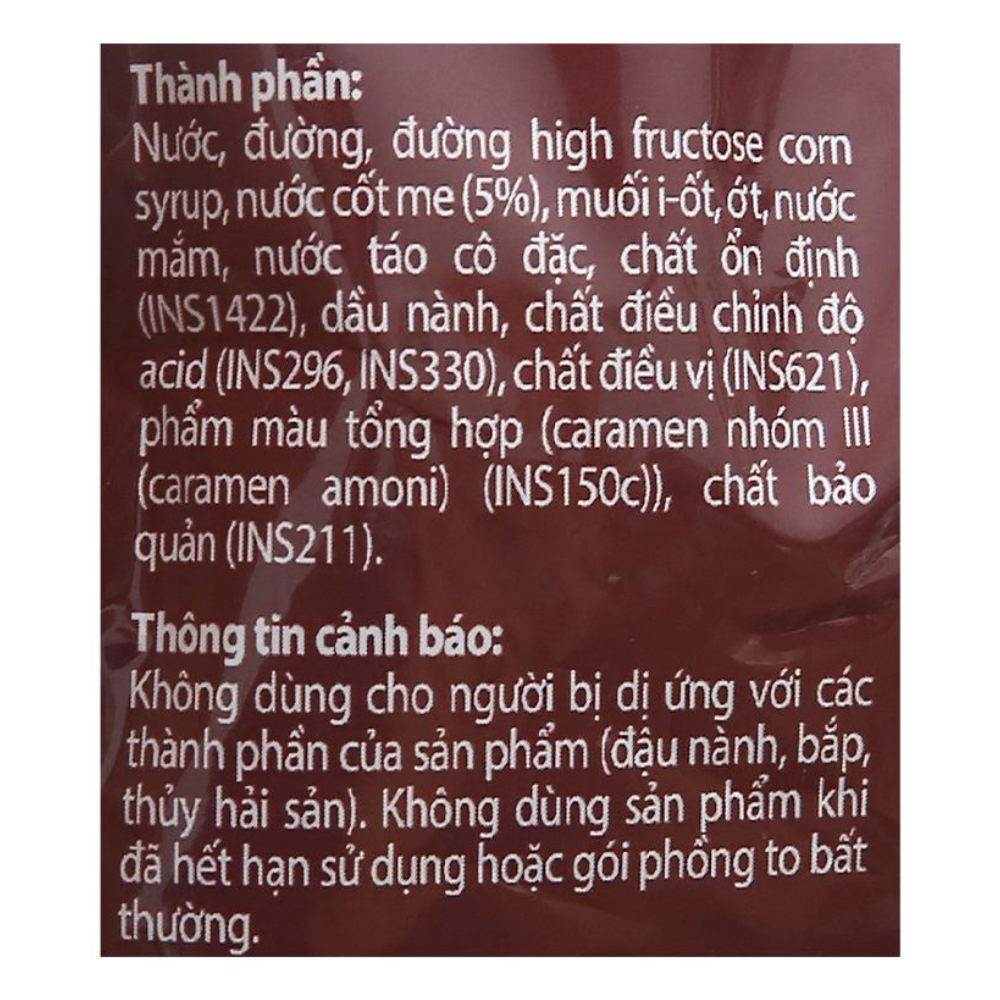 Thành phần:
Nước, đường, đường high fructose corn
syrup, nước cốt me (5%), muối i-ốt, ớt, nước
mắm, nước táo cô đặc, chất ổn định
(INS1422), dầu nành, chất điều chỉnh độ
acid (INS296, INS330), chất điều vị (INS621),
phẩm màu tổng hợp (caramen nhóm III
(caramen amoni) (INS150c)), chất bảo
quản (INS211).
Thông tin cảnh báo:
Không dùng cho người bị dị ứng với các
thành phần của sản phẩm (đậu nành, bắp,
thủy hải sản). Không dùng sản phẩm khi
đã hết hạn sử dụng hoặc gói phồng to bất
thường.